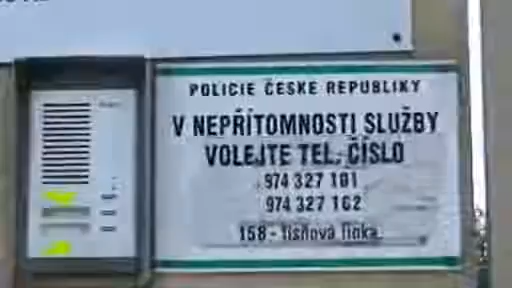 POLICIE ČESKÉ REPUBLIKY
V NEPŘÍTOMNOSTI SLUŽBY
VOLEJTE TEL. ČÍSLO
974 327 101
974 327 102
158 - tísňová linka